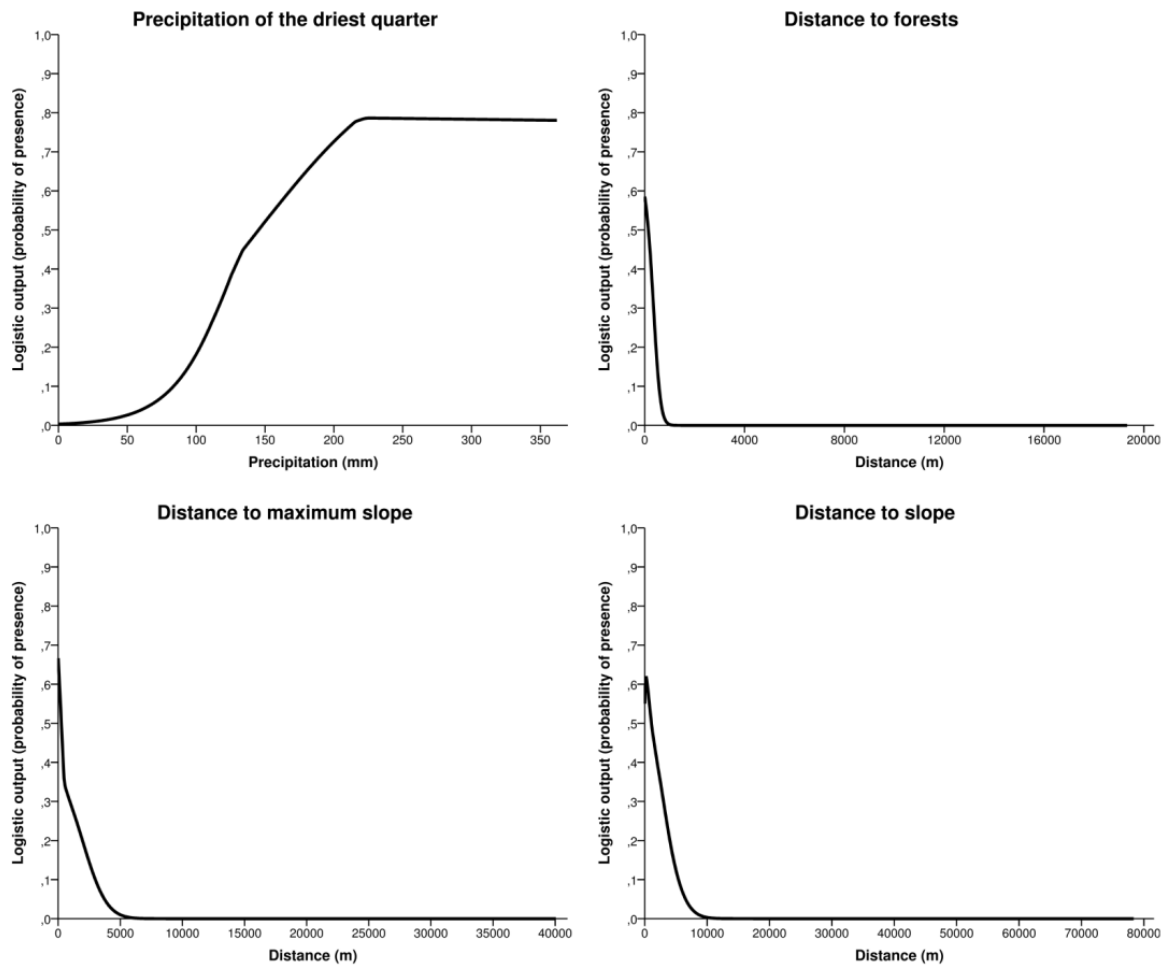 Precipitation of the driest quarter
Logistic output (probability of presence)
1,0
,9
,8
,7
,6
,5
,4
,3
,2
,1
,0
0 50 100 150 200 250 300 350
Precipitation (mm)
Distance to forests
Logistic output (probability of presence)
1,0
,9
,8
,7
,6
,5
,4
,3
,2
,1
,0
0 4000 8000 12000 16000 20000
Distance (m)
Distance to maximum slope
Logistic output (probability of presence)
1,0
,9
,8
,7
,6
,5
,4
,3
,2
,1
,0
0 5000 10000 15000 20000 25000 30000 35000 40000
Distance (m)
Distance to slope
Logistic output (probability of presence)
1,0
,9
,8
,7
,6
,5
,4
,3
,2
,1
,0
0 10000 20000 30000 40000 50000 60000 70000 80000
Distance (m)